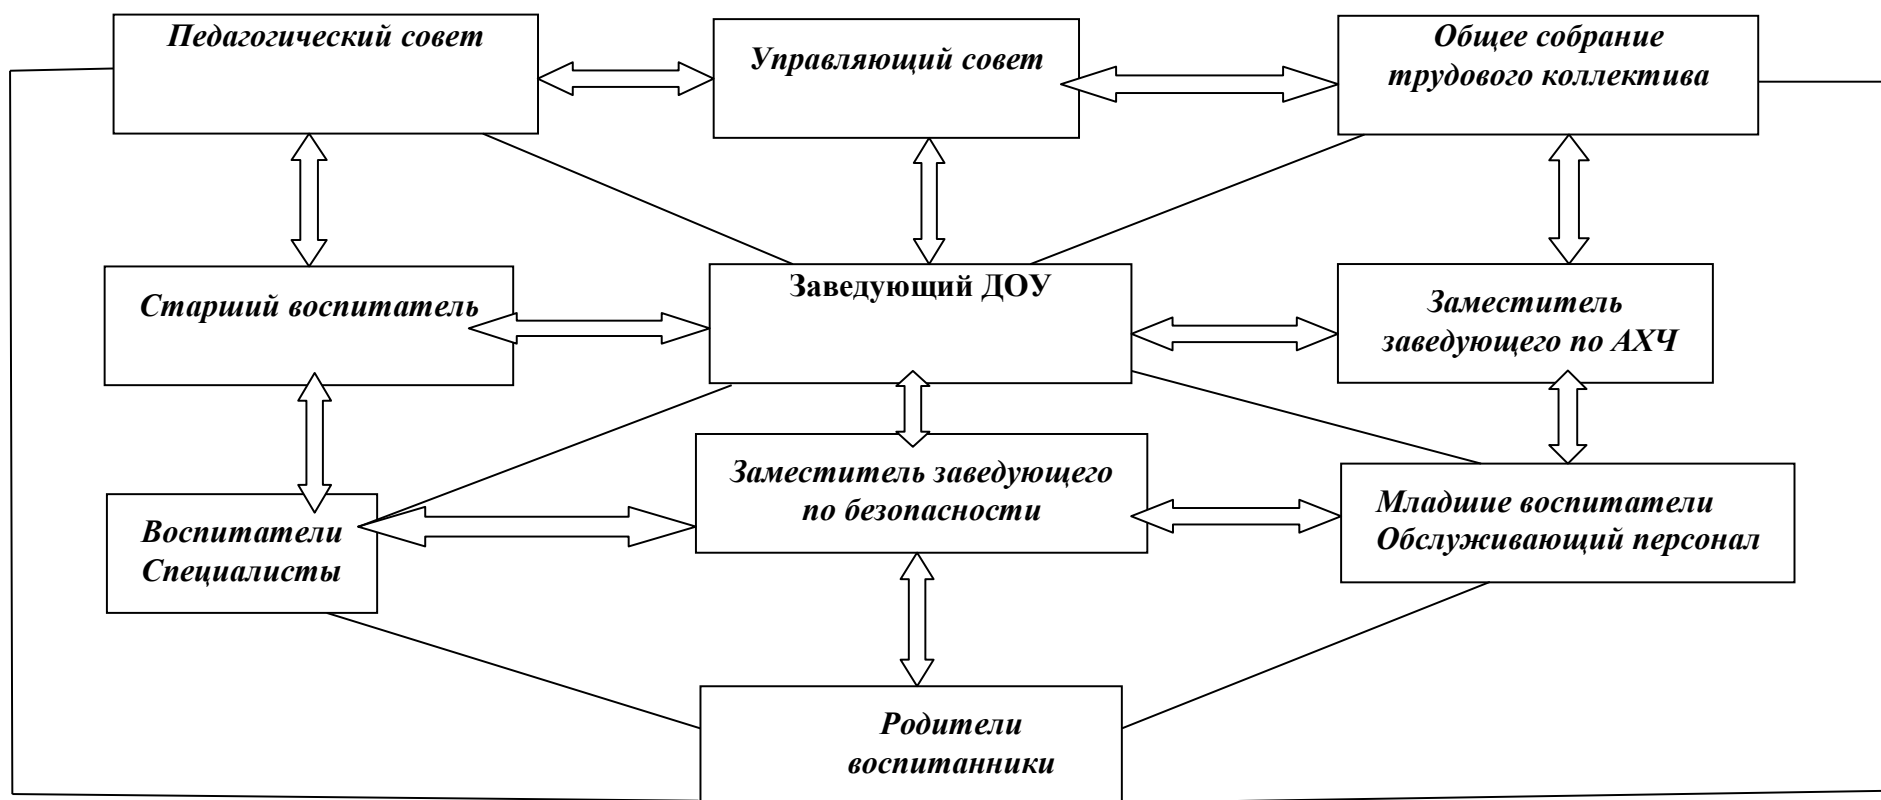 Педагогический совет
Управляющий совет
Общее собрание
трудового коллектива
Старший воспитатель
Заведующий ДОУ
Заместитель
заведующего по АХЧ
Воспитатели
Специалисты
Заместитель заведующего
по безопасности
Младшие воспитатели
Обслуживающий персонал
Родители
воспитанники